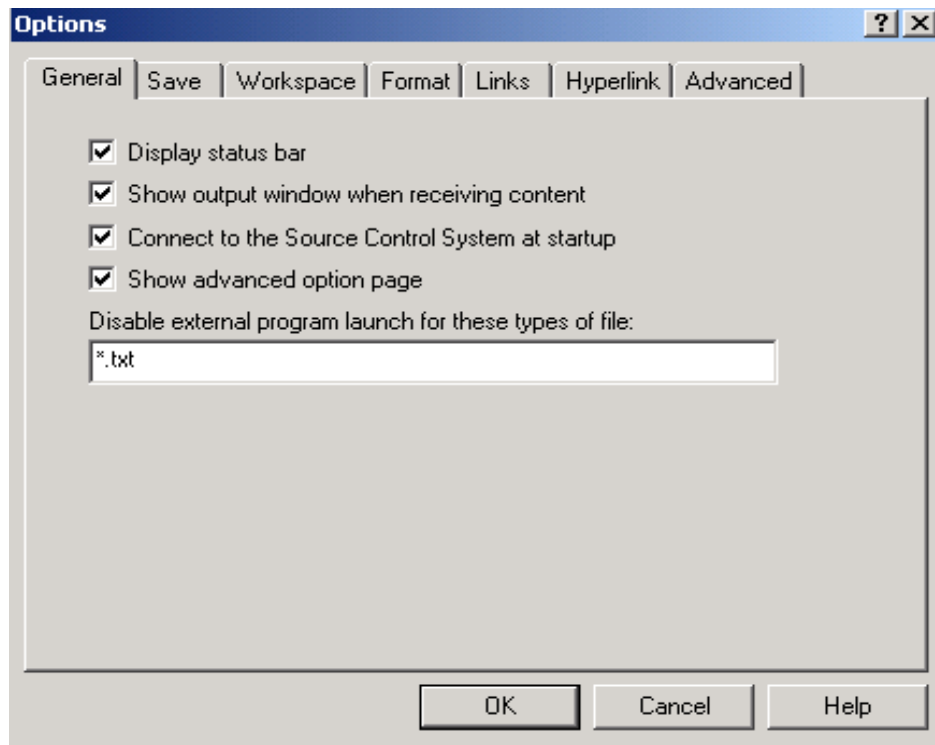 Options
General Save Workspace Format Links Hyperlink Advanced
Display status bar
Show output window when receiving content
Connect to the Source Control System at startup
Show advanced option page
Disable external program launch for these types of file:
*.txt
OK Cancel Help